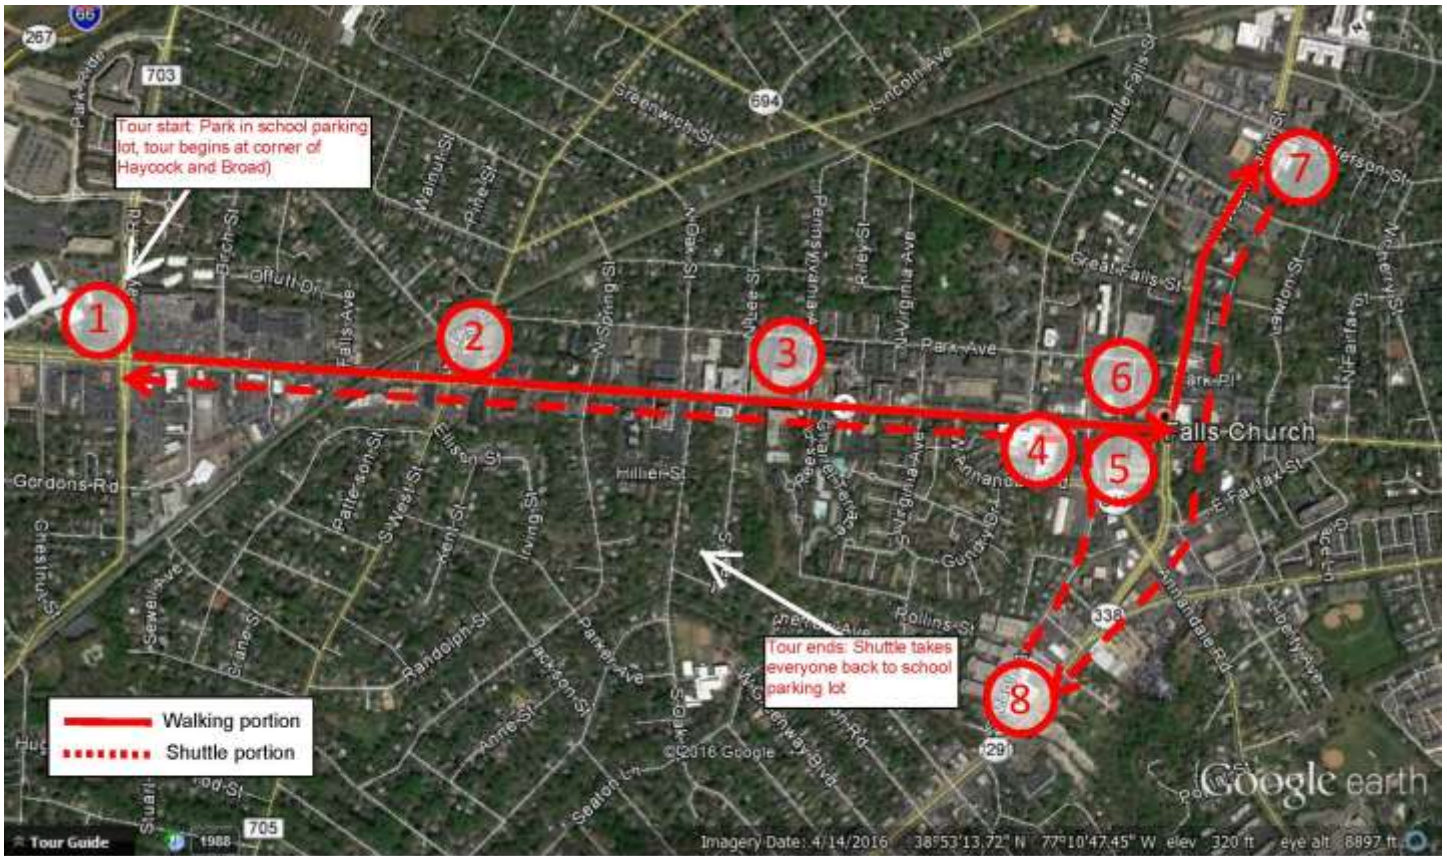 66
267
703
694
Lincoln Ave
Little Falls St
Greenwich St
Tour start: Park in school parking
lot, tour begins at corner of
Haycock and Broad)
Walnut St
Pine St
Birch St
Offutt Dr
Falls Ave
N Spring St
N Oak St
N Lee St
Pennsylvania
Riley St
N Virginia Ave
Great Falls St
Lawton St
N Fairfax St
Park Ave
Park Pl
1
2
3
4
5
6
7
8
Falls Church
Gordons Rd
Chestnut St
Patterson St
Ellison St
S West St
Hillier St
Irving St
S Virginia Ave
Gundry Dr
E Fairfax St
Sewell Ave
Randolph St
Parker Ave
Jackson St
Anne St
Rollins St
338
Annandale Rd
Liberty Ave
Tour ends: Shuttle takes
everyone back to school
parking lot
W Greenway Blvd
S Oak
Seaton Ln
Walking portion
Shuttle portion
©2016 Google
Google earth
705
Tour Guide
1988
Imagery Date: 4/14/2016 38°53'13.72" N 77°10'47.45" W elev 320 ft eye alt 8897 ft